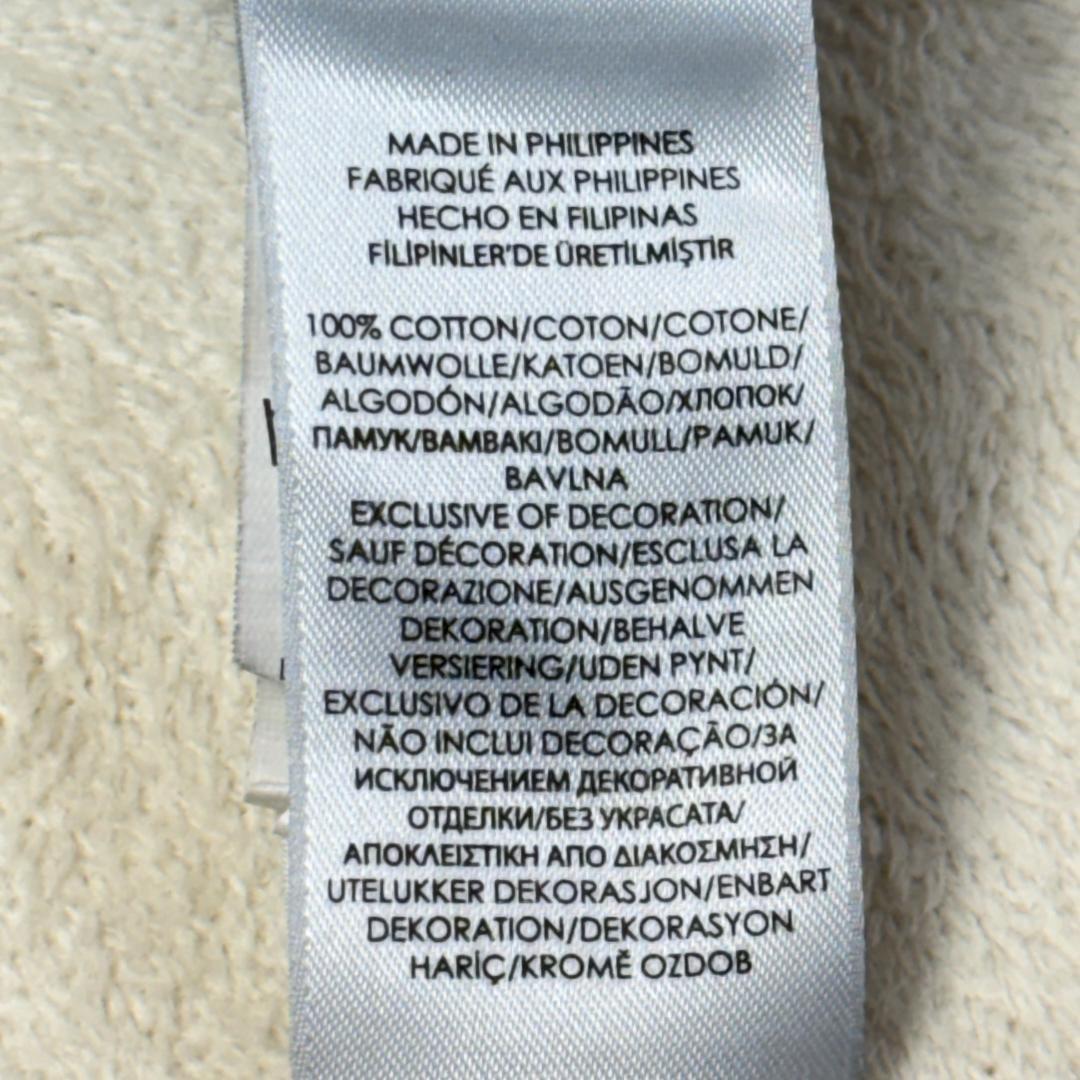 MADE IN PHILIPPINES
FABRIQUÉ AUX PHILIPPINES
HECHO EN FILIPINAS
FİLİPİNLER'DE ÜRETİLMİŞTİR
100% COTTON/COTON/COTONE/
BAUMWOLLE/KATOEN/BOMULD/
ALGODÓN/ALGODÃO/ХЛОПОК/
ПАМУК/ΒΑΜΒΑΚΙ/BOMULL/PAMUK/
BAVLNA
EXCLUSIVE OF DECORATION/
SAUF DÉCORATION/ESCLUSA LA
DECORAZIONE/AUSGENOMMEN
DEKORATION/BEHALVE
VERSIERING/UDEN PYNT/
EXCLUSIVO DE LA DECORACIÓN/
NÃO INCLUI DECORAÇÃO/ЗА
ИСКЛЮЧЕНИЕМ ДЕКОРАТИВНОЙ
ОТДЕЛКИ/БЕЗ УКРАСАТА/
ΑΠΟΚΛΕΙΣΤΙΚΗ ΑΠΟ ΔΙΑΚΟΣΜΗΣΗ/
UTELUKKER DEKORASJON/ENBART
DEKORATION/DEKORASYON
HARİÇ/KROMĚ OZDOB